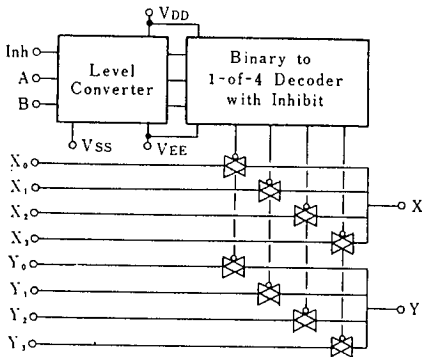 VDD
Inh
A
B
Level
Converter
Binary to
1-of-4 Decoder
with Inhibit
VSS
VEE
X₀
X₁
X₂
X₃
X
Y₀
Y₁
Y₂
Y₃
Y